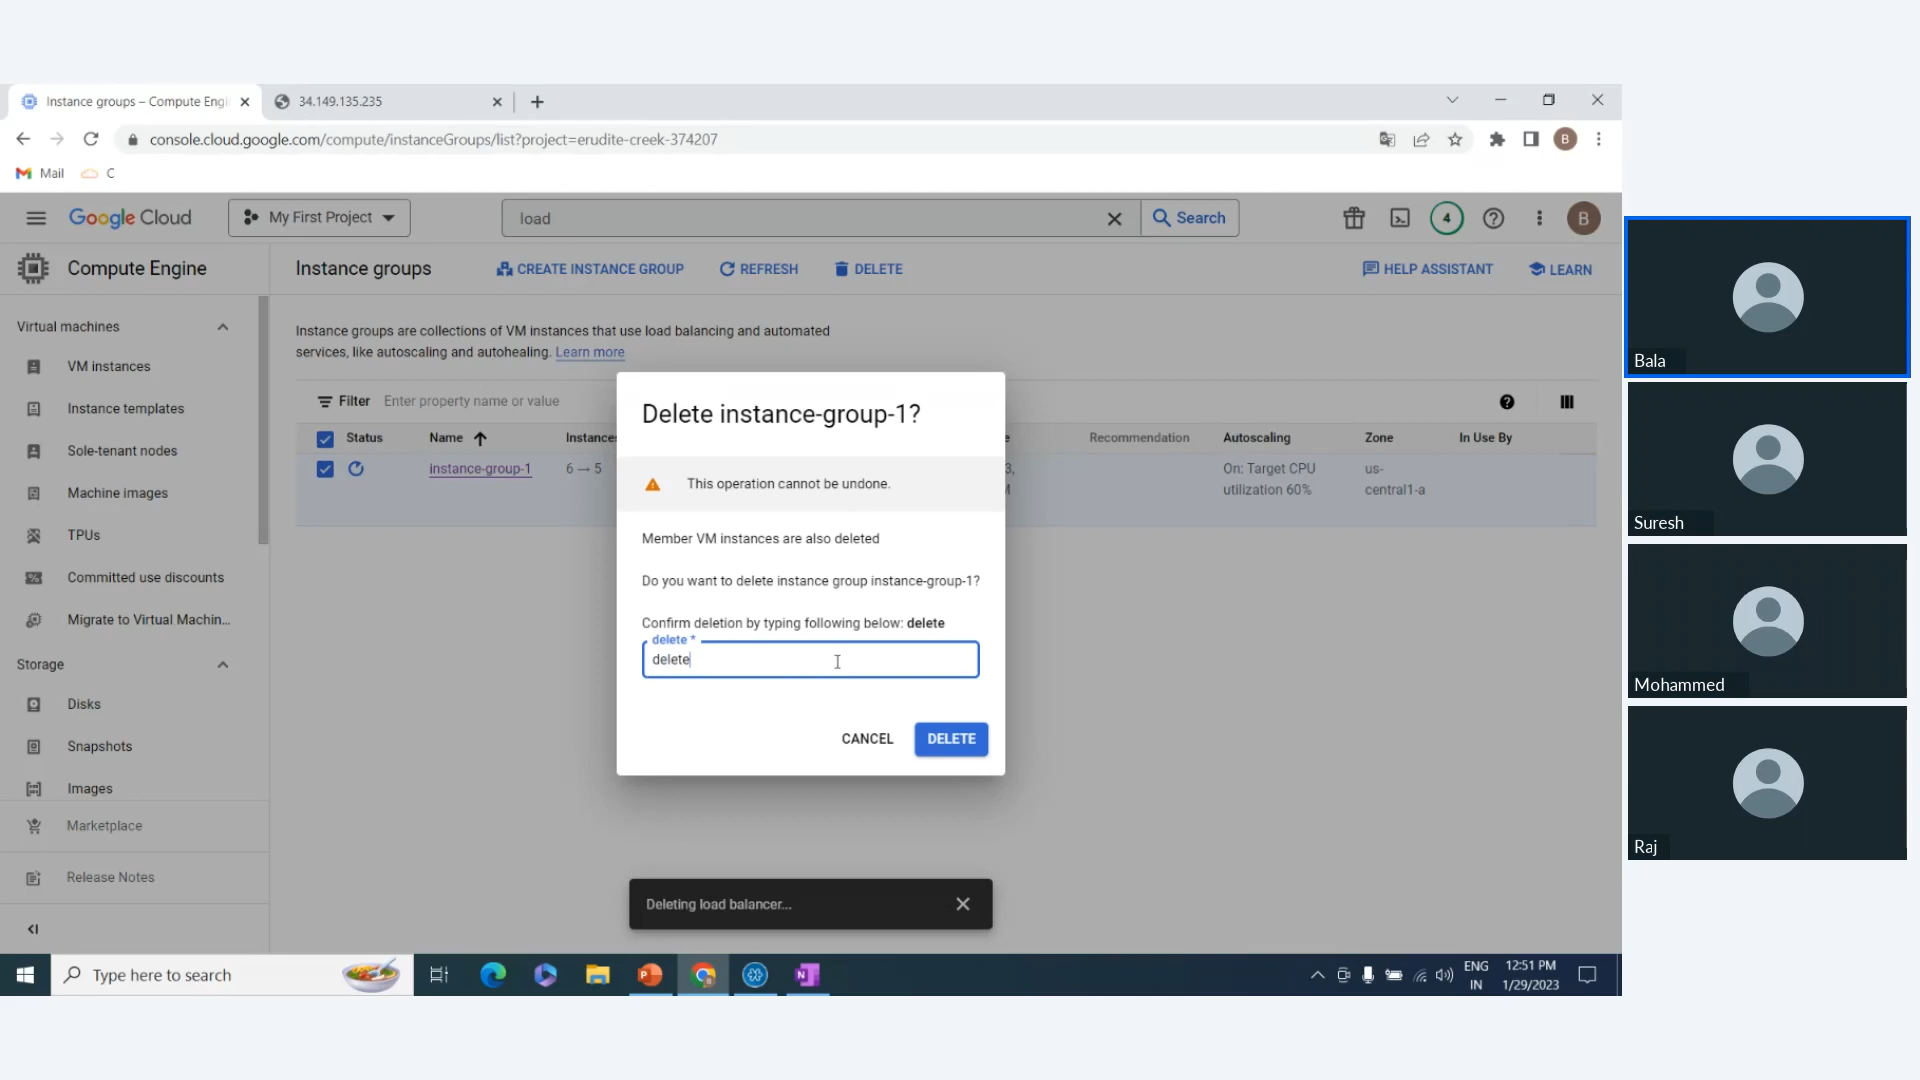 Instance groups – Compute Engi
34.149.135.235
console.cloud.google.com/compute/instanceGroups/list?project=erudite-creek-374207
B
Mail
C
Google Cloud
My First Project
load
Search
4
B
Compute Engine
Instance groups
CREATE INSTANCE GROUP
REFRESH
DELETE
HELP ASSISTANT
LEARN
Virtual machines
VM instances
Instance templates
Sole-tenant nodes
Machine images
TPUs
Committed use discounts
Migrate to Virtual Machin...
Storage
Disks
Snapshots
Images
Marketplace
Release Notes
Instance groups are collections of VM instances that use load balancing and automated
services, like autoscaling and autohealing. Learn more
Filter Enter property name or value
Status Name Instances Recommendation Autoscaling Zone In Use By
instance-group-1 6 → 5 On: Target CPU us-
utilization 60% central1-a
Delete instance-group-1?
This operation cannot be undone.
Member VM instances are also deleted
Do you want to delete instance group instance-group-1?
Confirm deletion by typing following below: delete
delete *
delete
CANCEL
DELETE
Deleting load balancer...
Type here to search
ENG
IN
12:51 PM
1/29/2023
Bala
Suresh
Mohammed
Raj